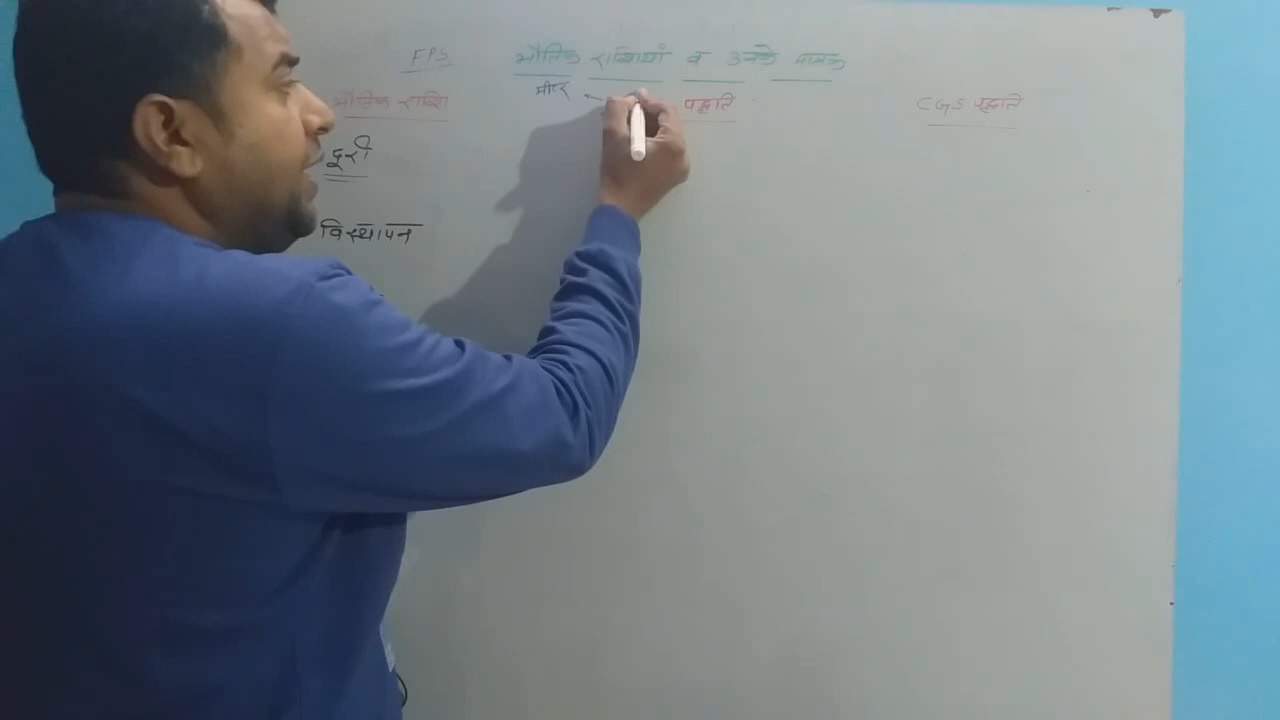 FPS भौतिक राशियाँ व उनके मात्रक
मीटर
भौतिक राशि पद्धति CGS पद्धति
दूरी
विस्थापन